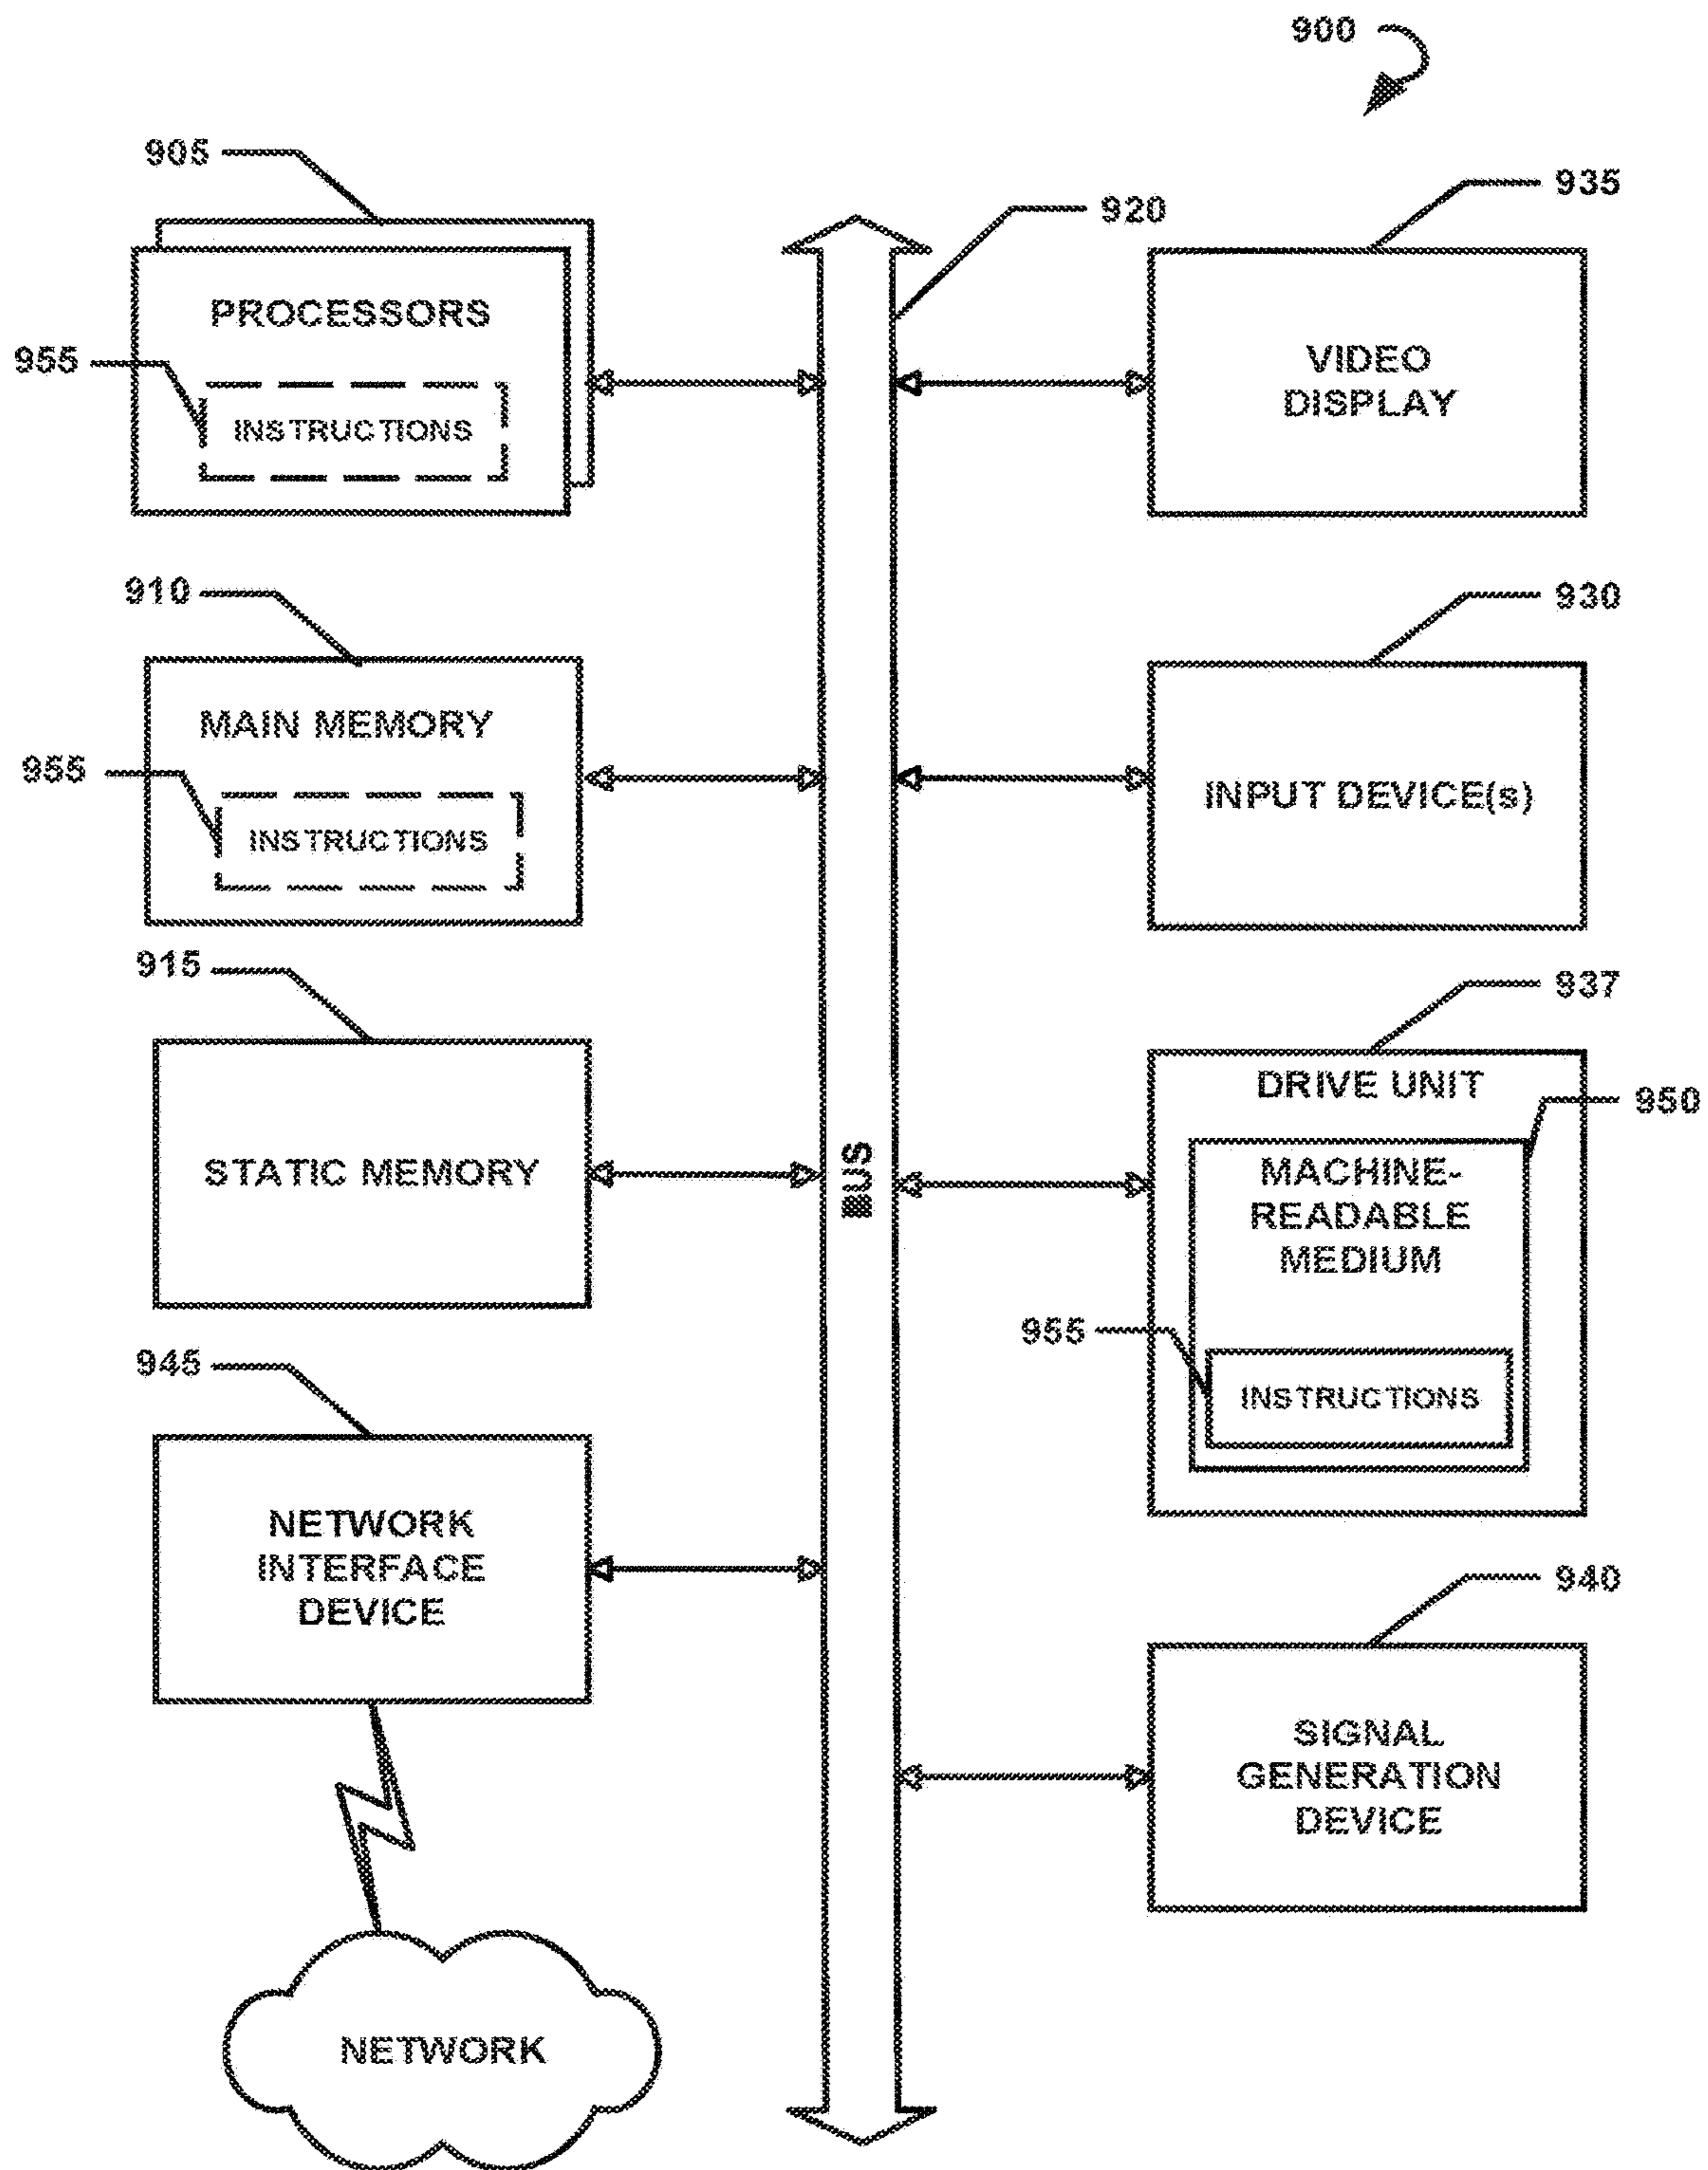 900
905
PROCESSORS
955
INSTRUCTIONS
920
935
VIDEO
DISPLAY
910
MAIN MEMORY
955
INSTRUCTIONS
930
INPUT DEVICE(s)
915
STATIC MEMORY
BUS
937
DRIVE UNIT
950
MACHINE-
READABLE
MEDIUM
955
INSTRUCTIONS
945
NETWORK
INTERFACE
DEVICE
940
SIGNAL
GENERATION
DEVICE
NETWORK